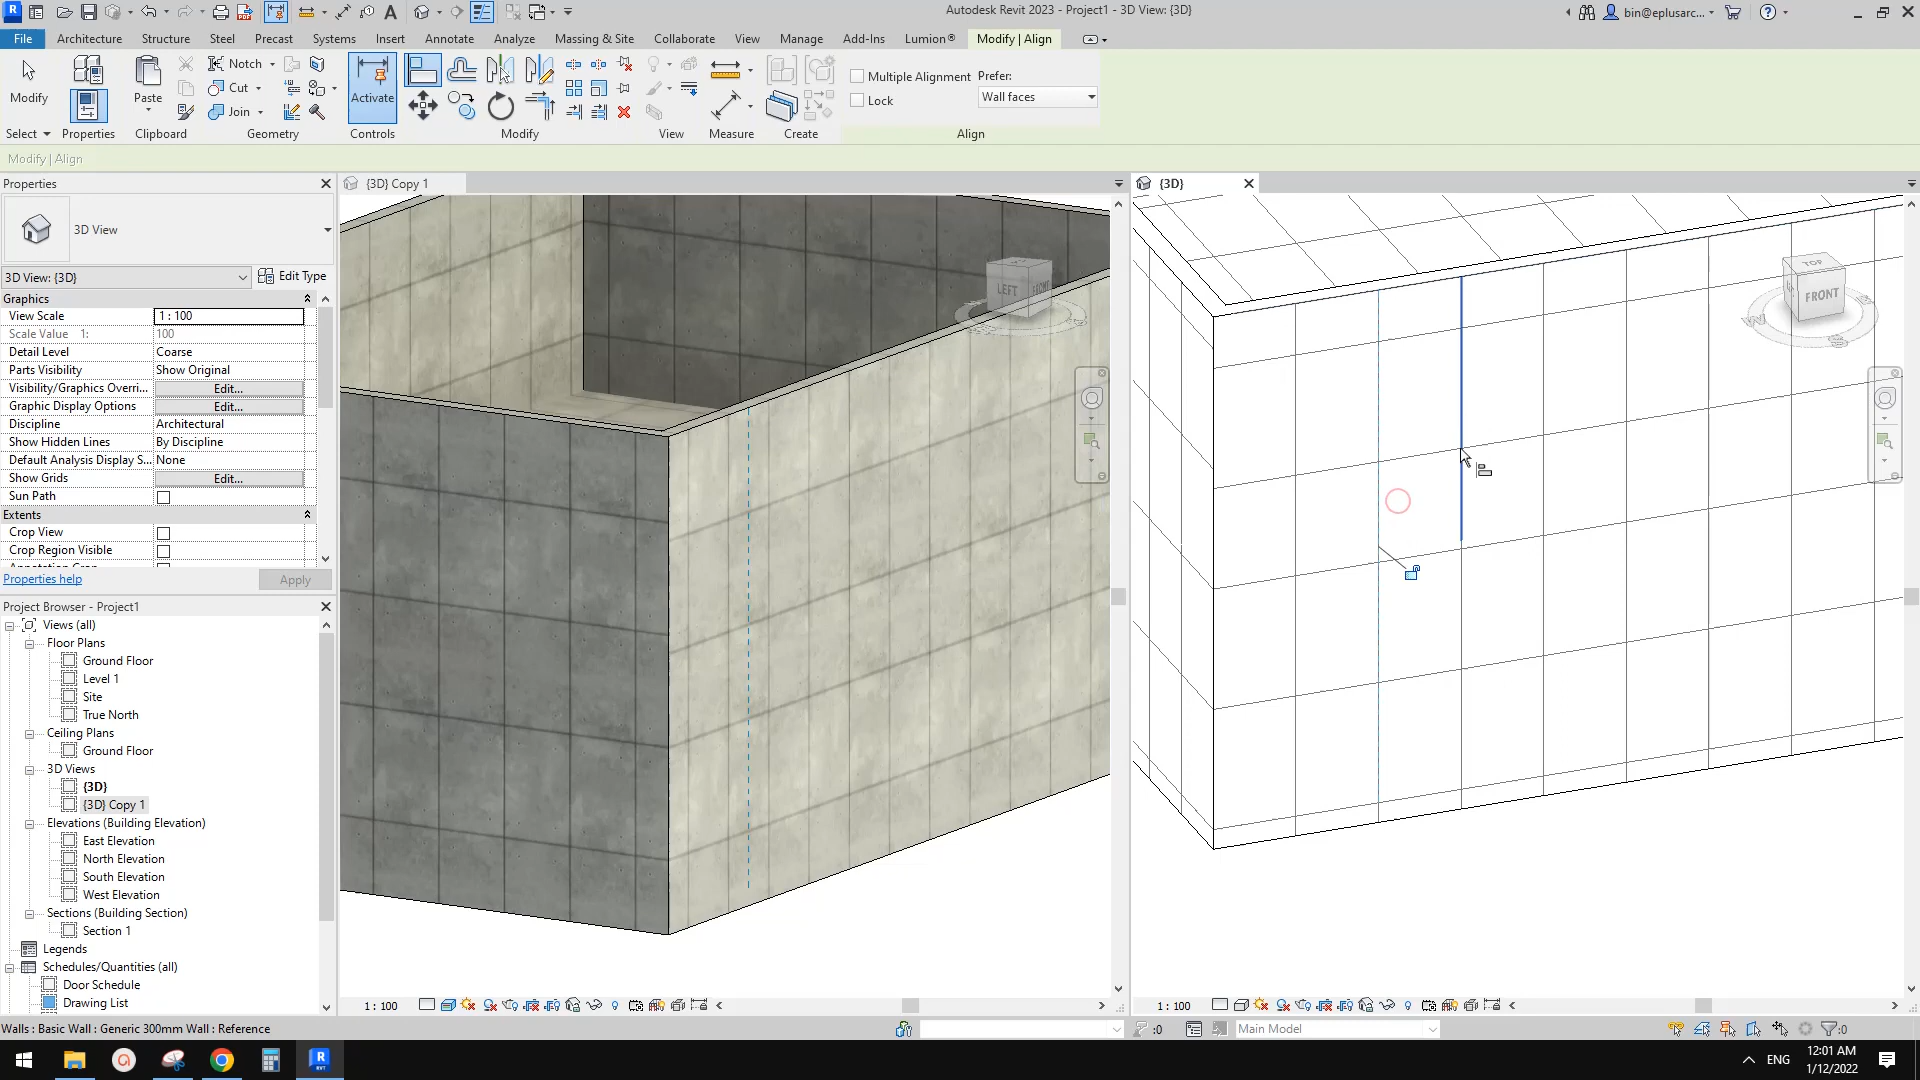 Autodesk Revit 2023 - Project1 - 3D View: {3D}
bin@eplusarc...
File
Architecture
Structure
Steel
Precast
Systems
Insert
Annotate
Analyze
Massing & Site
Collaborate
View
Manage
Add-Ins
Lumion®
Modify | Align
Modify
Paste
Notch
Cut
Join
Activate
Multiple Alignment
Lock
Prefer:
Wall faces
Select
Properties
Clipboard
Geometry
Controls
Modify
View
Measure
Create
Align
Modify | Align
Properties
3D View
3D View: {3D}
Edit Type
Graphics
View Scale
1 : 100
Scale Value 1:
100
Detail Level
Coarse
Parts Visibility
Show Original
Visibility/Graphics Overri...
Edit...
Graphic Display Options
Edit...
Discipline
Architectural
Show Hidden Lines
By Discipline
Default Analysis Display S...
None
Show Grids
Edit...
Sun Path
Extents
Crop View
Crop Region Visible
Properties help
Apply
Project Browser - Project1
Views (all)
Floor Plans
Ground Floor
Level 1
Site
True North
Ceiling Plans
Ground Floor
3D Views
{3D}
{3D} Copy 1
Elevations (Building Elevation)
East Elevation
North Elevation
South Elevation
West Elevation
Sections (Building Section)
Section 1
Legends
Schedules/Quantities (all)
Door Schedule
Drawing List
{3D} Copy 1
LEFT
FRONT
1 : 100
{3D}
TOP
FRONT
W
1 : 100
Walls : Basic Wall : Generic 300mm Wall : Reference
:0
Main Model
:0
ENG
12:01 AM
1/12/2022